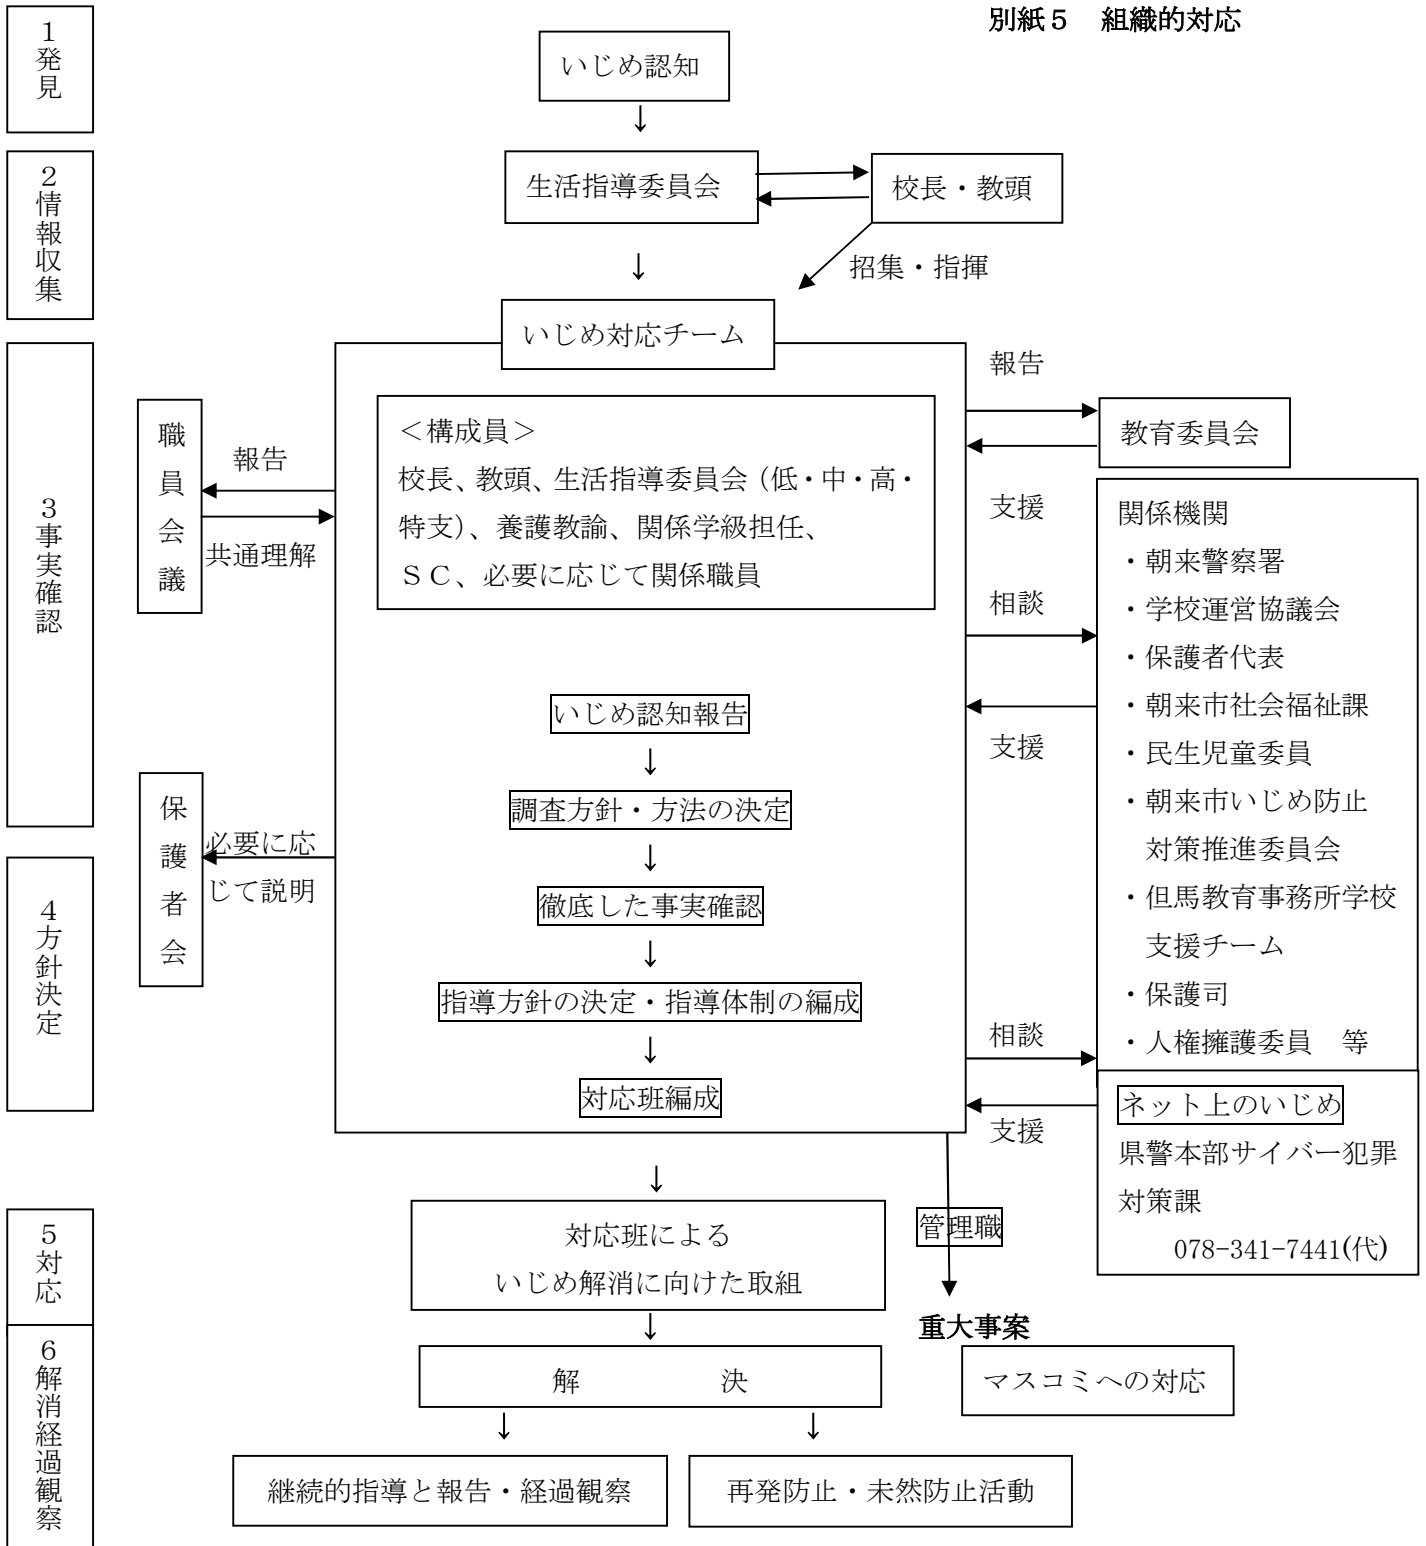 別紙５　組織的対応
１発見
いじめ認知
↓
２情報収集
生活指導委員会
校長・教頭
↓
招集・指揮
いじめ対応チーム
３事実確認
職員会議
報告
共通理解
＜構成員＞
校長、教頭、生活指導委員会（低・中・高・
特支）、養護教諭、関係学級担任、
ＳＣ、必要に応じて関係職員
報告
教育委員会
支援
相談
支援
関係機関
・朝来警察署
・学校運営協議会
・保護者代表
・朝来市社会福祉課
・民生児童委員
・朝来市いじめ防止
対策推進委員会
・但馬教育事務所学校
支援チーム
・保護司
・人権擁護委員　等
いじめ認知報告
↓
調査方針・方法の決定
↓
徹底した事実確認
↓
指導方針の決定・指導体制の編成
↓
対応班編成
保護者会
必要に応
じて説明
４方針決定
相談
支援
ネット上のいじめ
県警本部サイバー犯罪
対策課
078-341-7441(代)
↓
５対応
対応班による
いじめ解消に向けた取組
管理職
↓
重大事案
６解消経過観察
解　決
マスコミへの対応
↓　↓
継続的指導と報告・経過観察
再発防止・未然防止活動